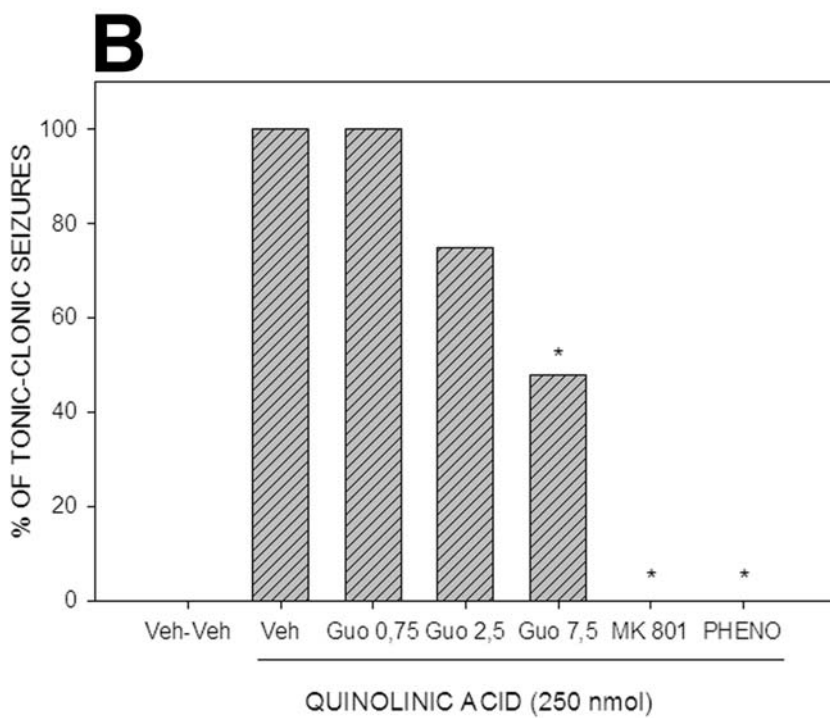 B
% OF TONIC-CLONIC SEIZURES
100
80
60
40
20
0
*
*
*
Veh-Veh Veh Guo 0,75 Guo 2,5 Guo 7,5 MK 801 PHENO
QUINOLINIC ACID (250 nmol)